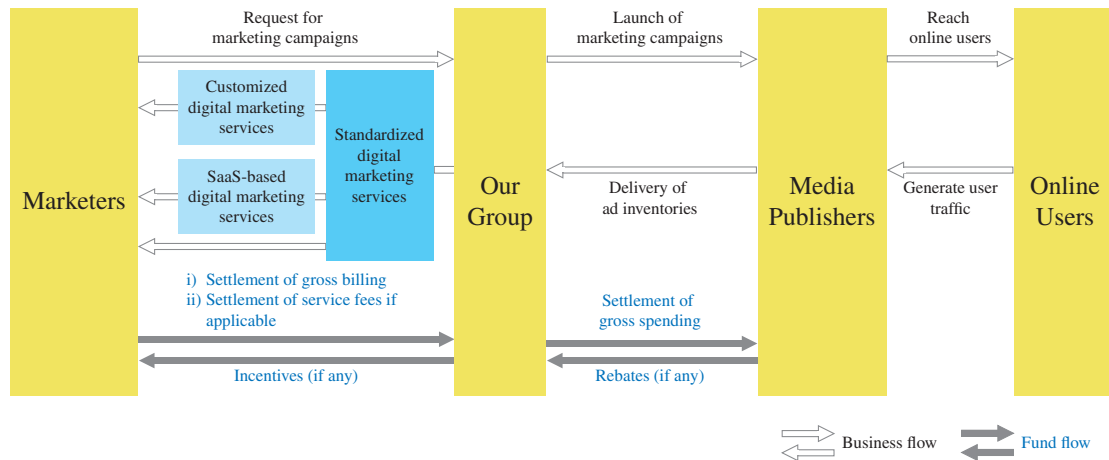 Request for
marketing campaigns
Launch of
marketing campaigns
Reach
online users
Customized
digital marketing
services
SaaS-based
digital marketing
services
Standardized
digital
marketing
services
Marketers
Our
Group
Delivery of
ad inventories
Media
Publishers
Generate user
traffic
Online
Users
i) Settlement of gross billing
ii) Settlement of service fees if
applicable
Settlement of
gross spending
Incentives (if any)
Rebates (if any)
Business flow
Fund flow